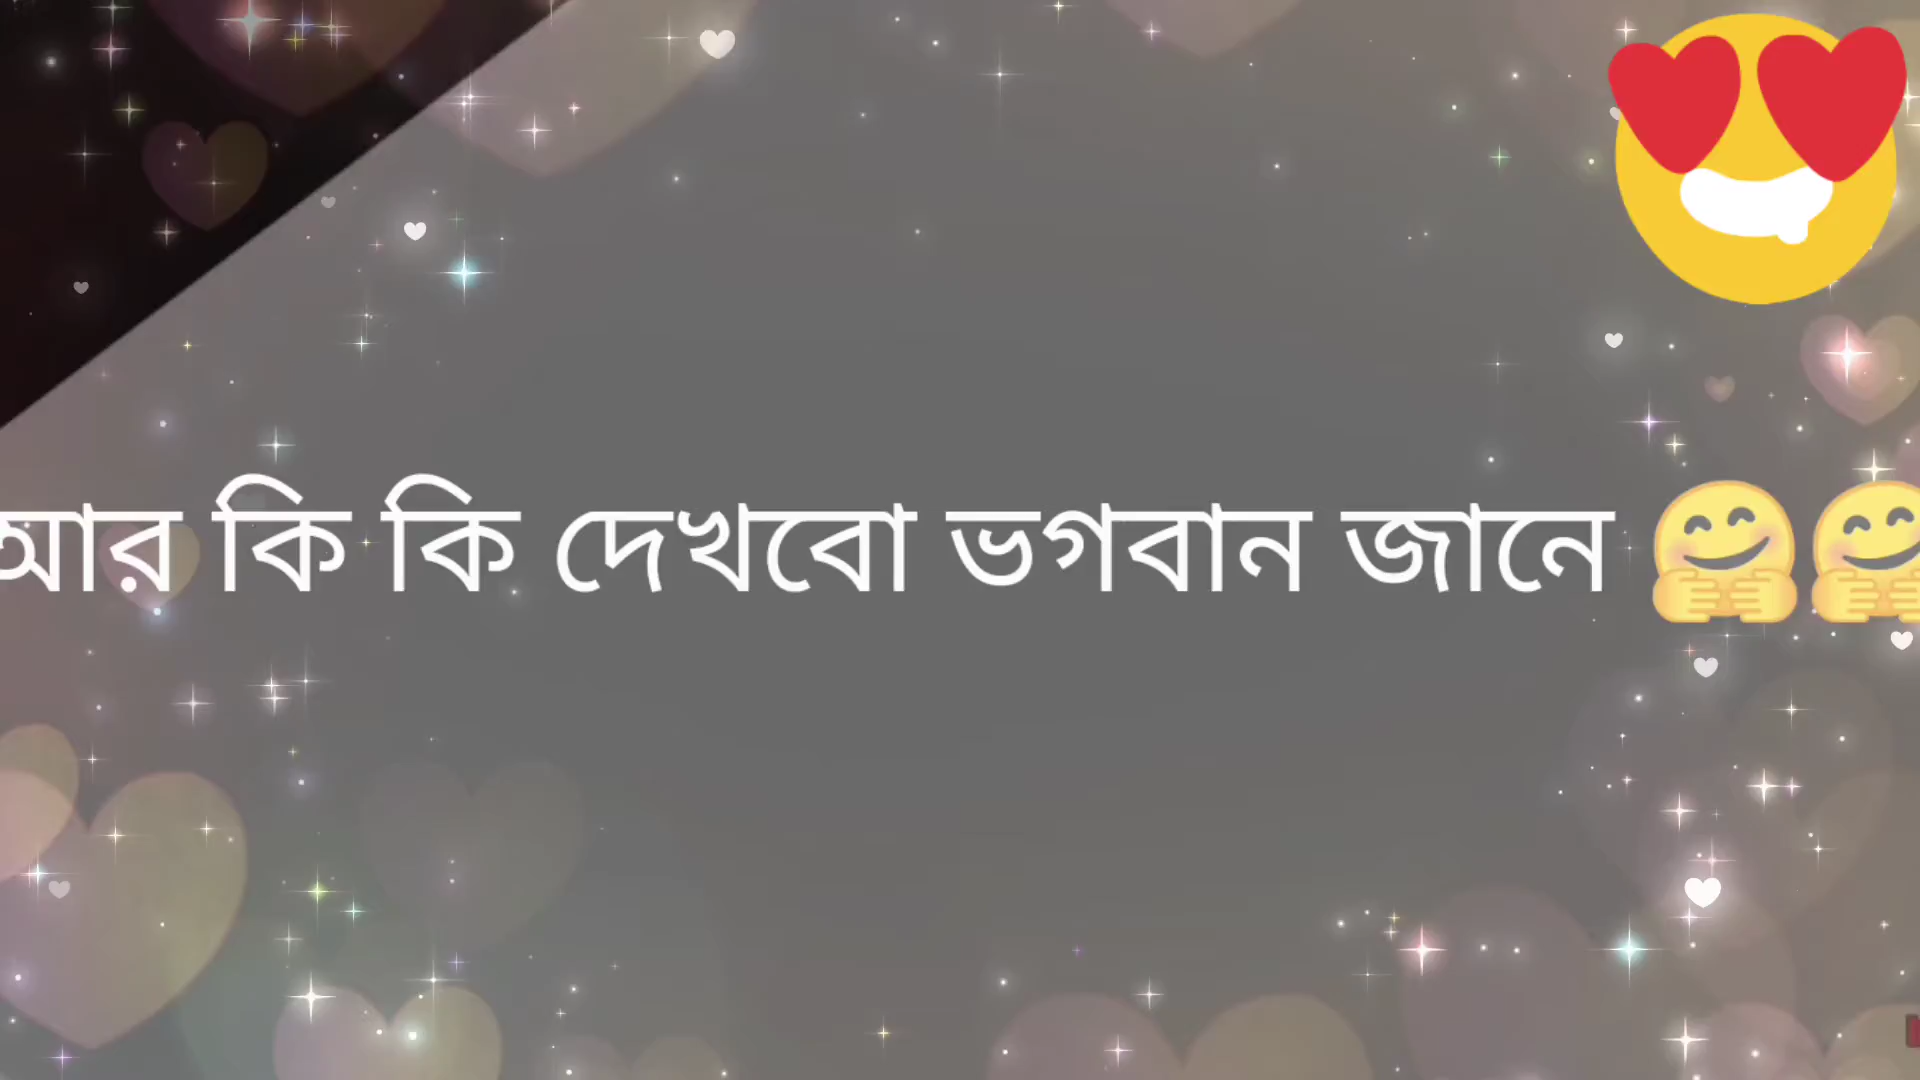 আর কি কি দেখবো ভগবান জানে 🤗🤗